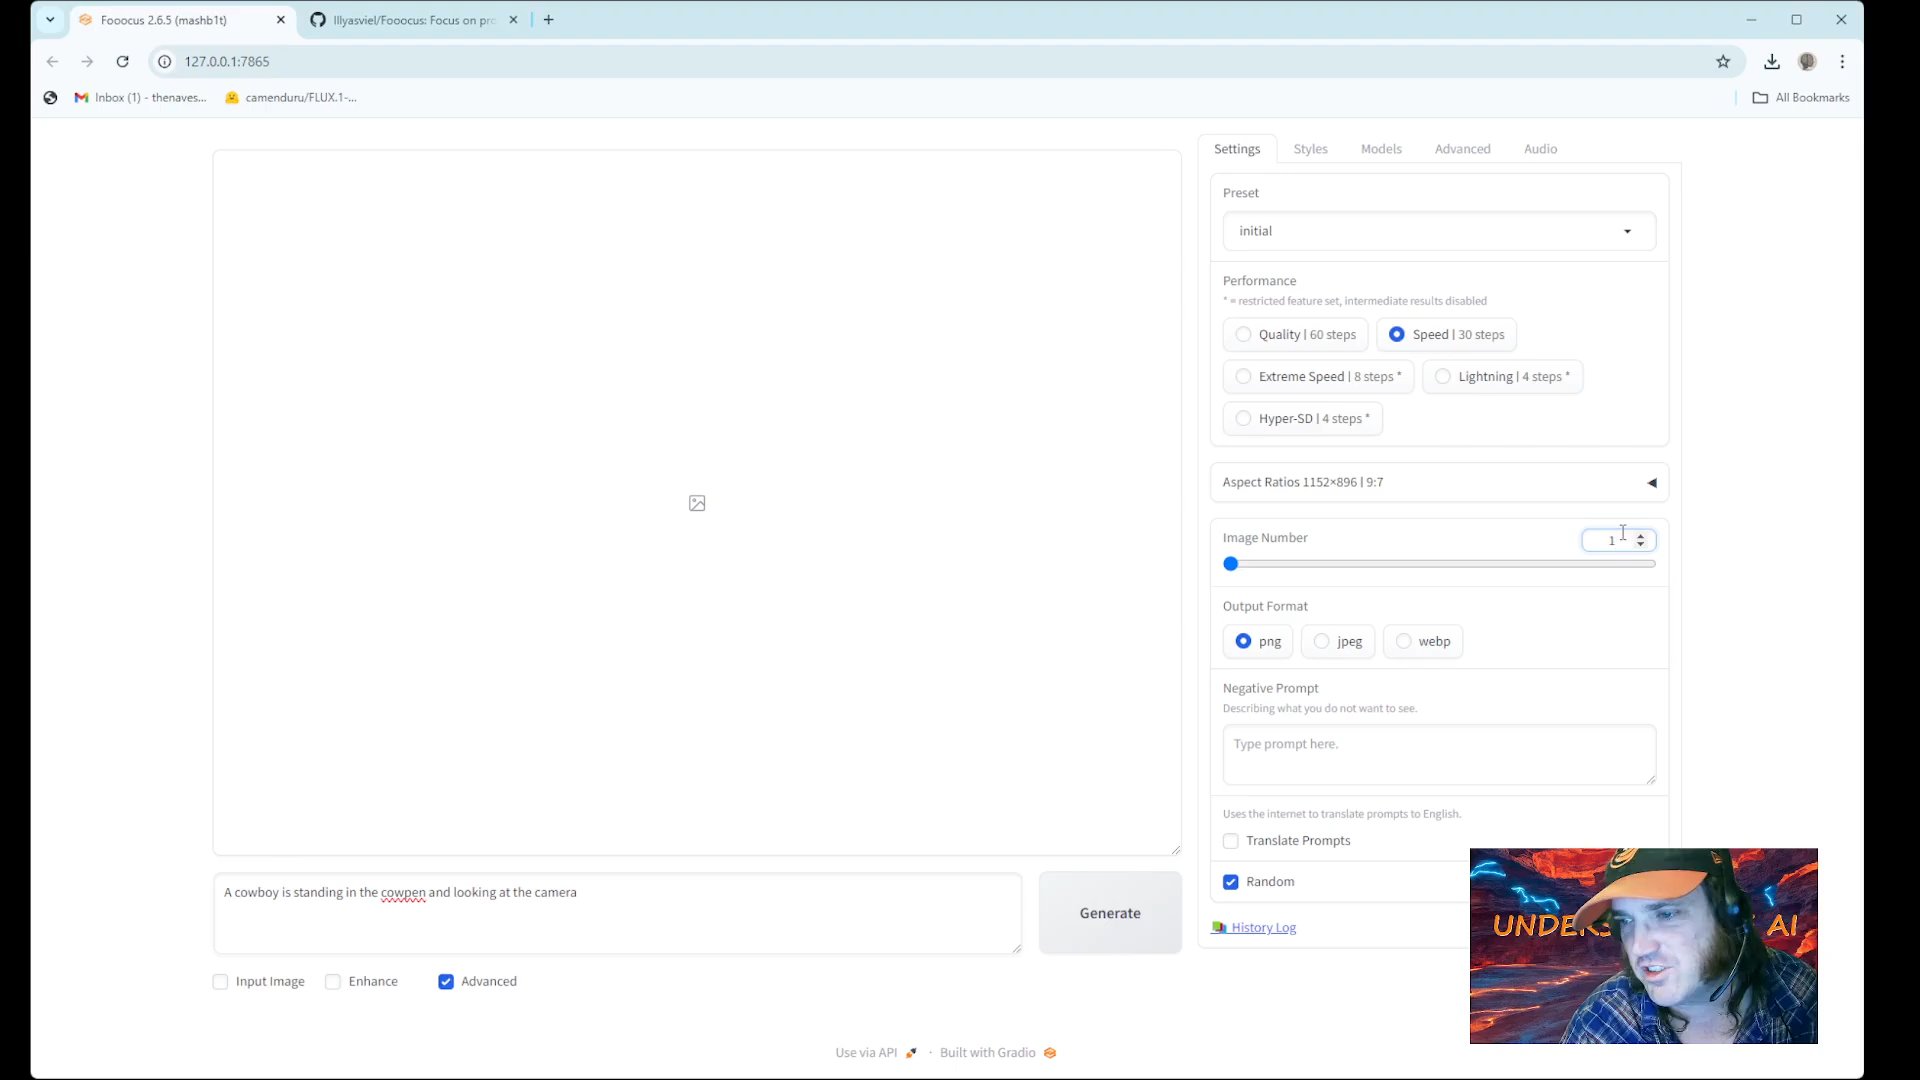 Fooocus 2.6.5 (mashb1t)
lllyasviel/Fooocus: Focus on pro
127.0.0.1:7865
Inbox (1) - thenaves...
camenduru/FLUX.1-...
All Bookmarks
Settings
Styles
Models
Advanced
Audio
Preset
initial
Performance
* = restricted feature set, intermediate results disabled
Quality | 60 steps
Speed | 30 steps
Extreme Speed | 8 steps *
Lightning | 4 steps *
Hyper-SD | 4 steps *
Aspect Ratios 1152×896 | 9:7
Image Number
1
Output Format
png
jpeg
webp
Negative Prompt
Describing what you do not want to see.
Type prompt here.
Uses the internet to translate prompts to English.
Translate Prompts
Random
History Log
A cowboy is standing in the cowpen and looking at the camera
Generate
Input Image
Enhance
Advanced
Use via API
· Built with Gradio
AI